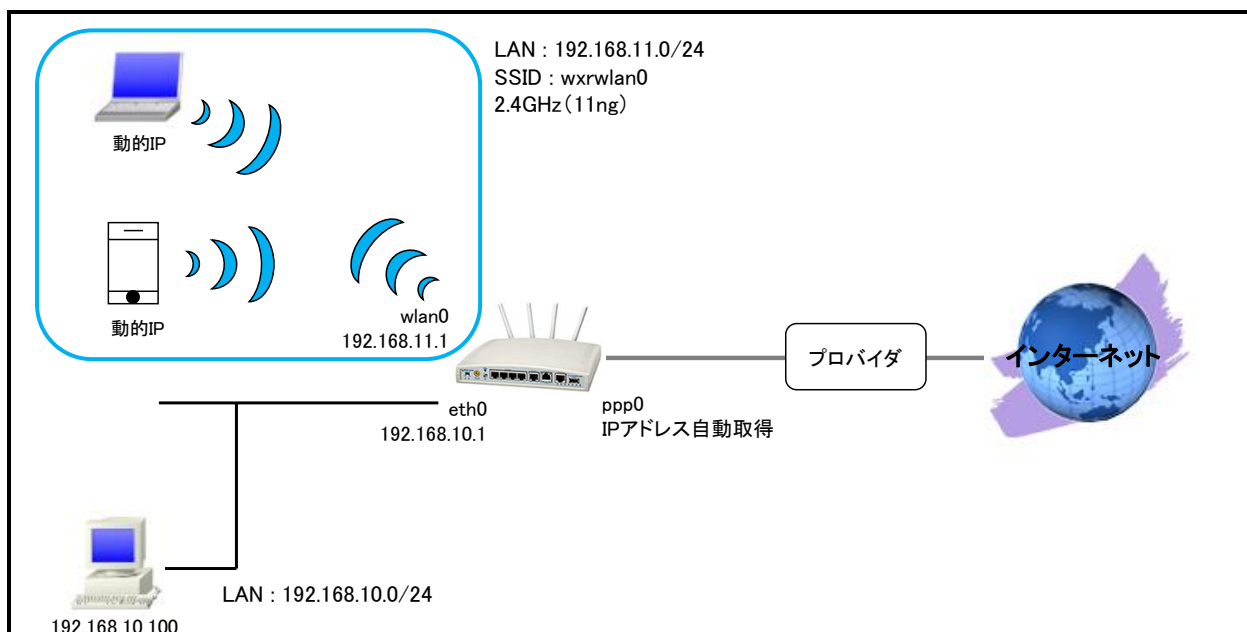 LAN : 192.168.11.0/24
SSID : wxrwlan0
2.4GHz(11ng)
動的IP
動的IP
wlan0
192.168.11.1
eth0
192.168.10.1
ppp0
IPアドレス自動取得
プロバイダ
インターネット
LAN : 192.168.10.0/24
192.168.10.100